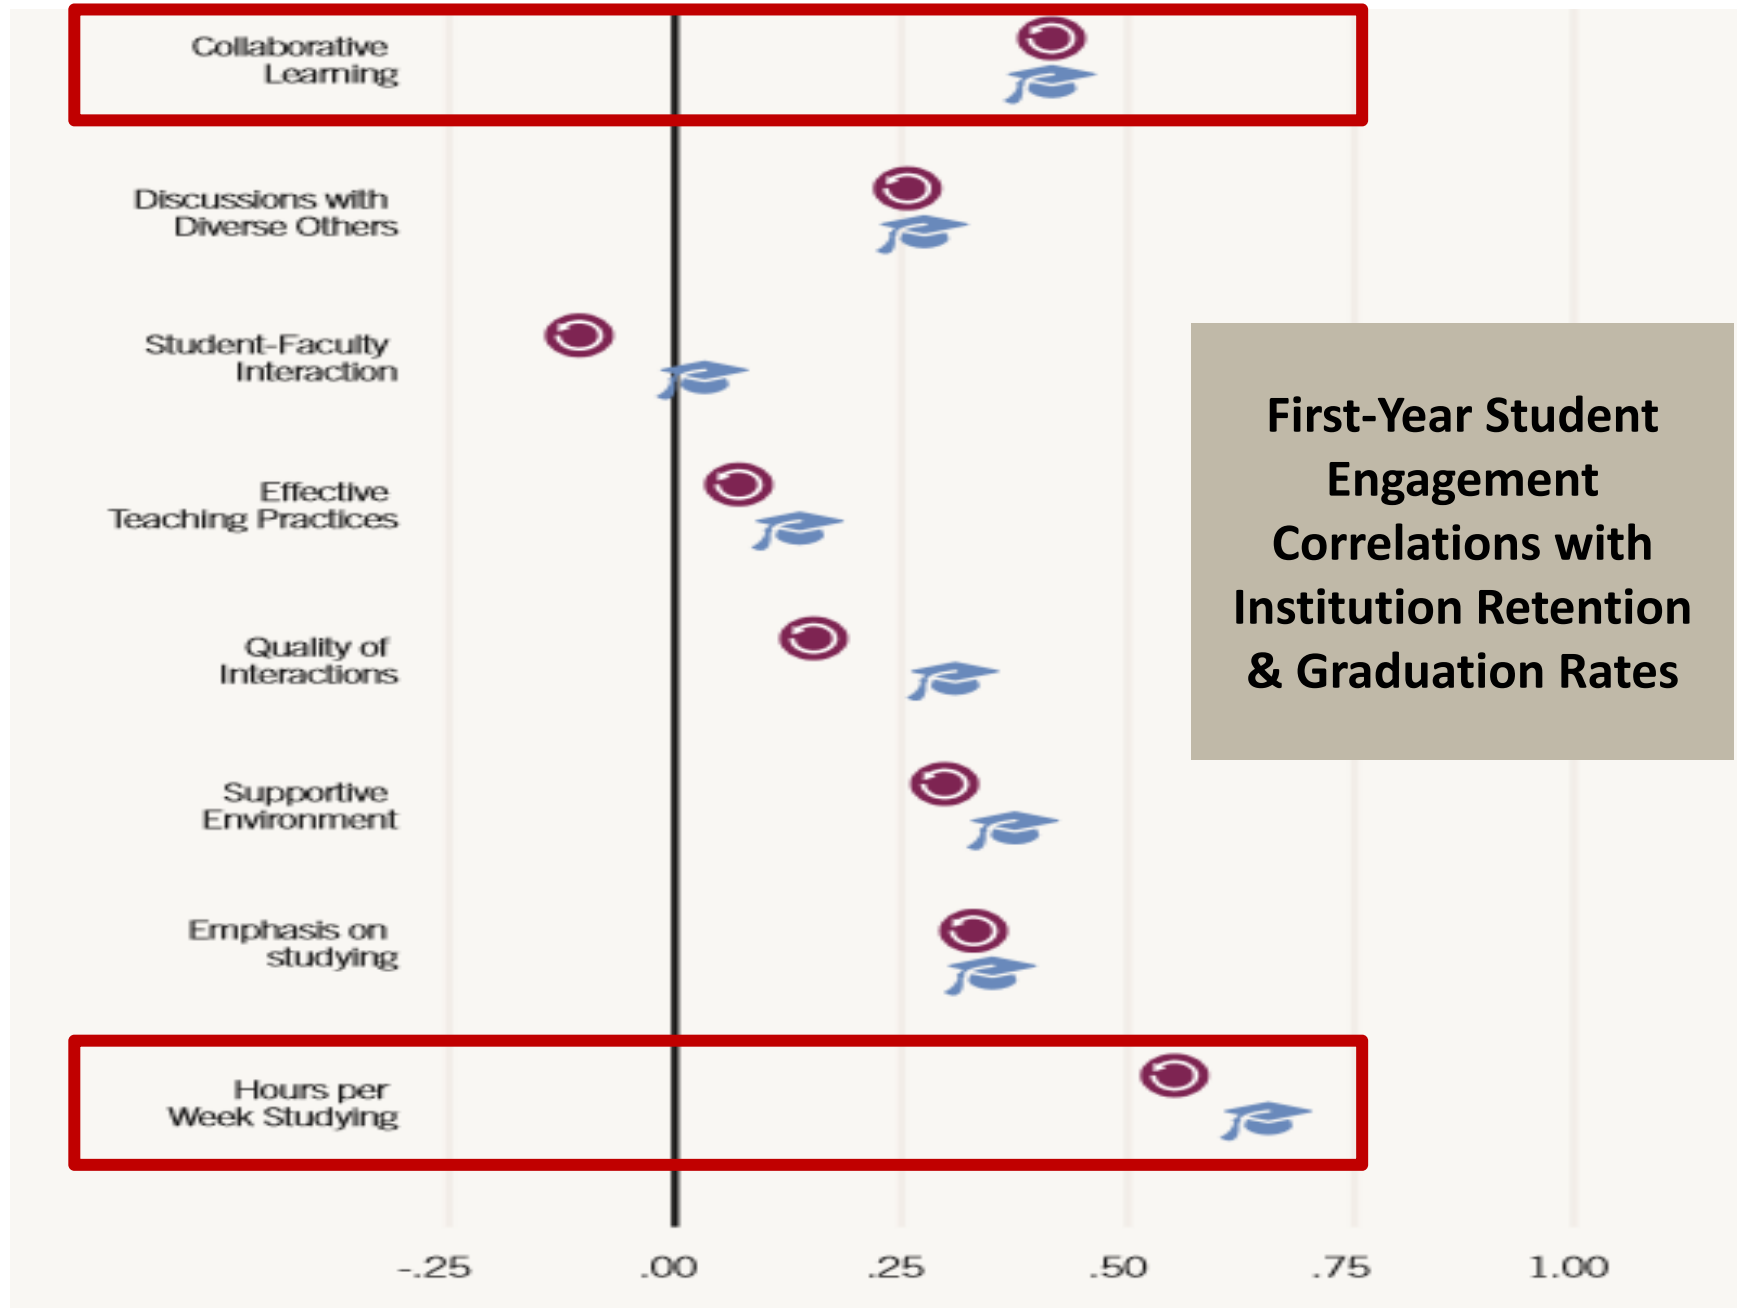 Collaborative
Learning
Discussions with
Diverse Others
Student-Faculty
Interaction
Effective
Teaching Practices
Quality of
Interactions
Supportive
Environment
Emphasis on
studying
Hours per
Week Studying
First-Year Student
Engagement
Correlations with
Institution Retention
& Graduation Rates
-.25 .00 .25 .50 .75 1.00